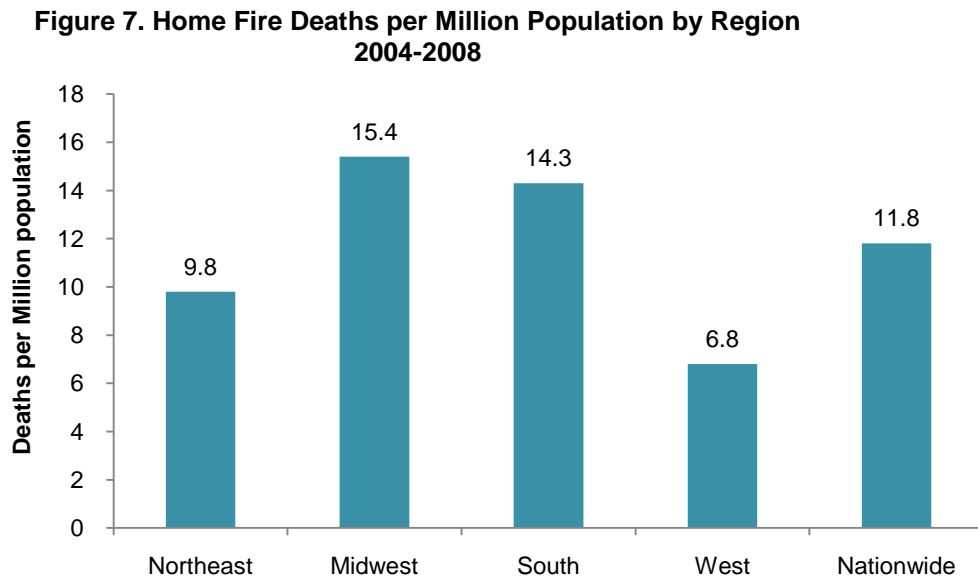 Figure 7. Home Fire Deaths per Million Population by Region
2004-2008
Deaths per Million population
18
16
14
12
10
8
6
4
2
0
9.8
15.4
14.3
6.8
11.8
Northeast
Midwest
South
West
Nationwide